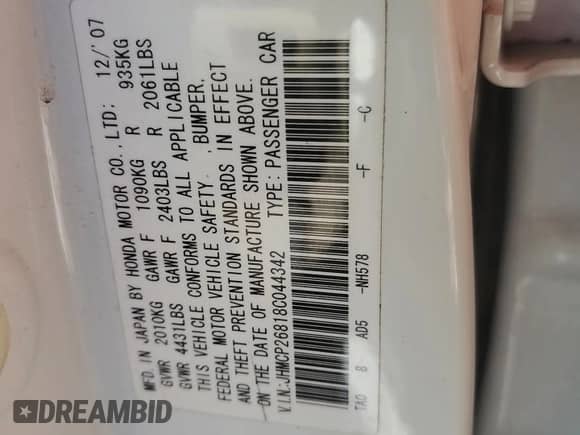 MFD. IN JAPAN BY HONDA MOTOR CO., LTD: 12/'07
GVWR 2010KG GAWR F 1090KG R 935KG
GVWR 4431LBS GAWR F 2403LBS R 2061LBS
THIS VEHICLE CONFORMS TO ALL APPLICABLE
FEDERAL MOTOR VEHICLE SAFETY. , BUMPER,
AND THEFT PREVENTION STANDARDS IN EFFECT
ON THE DATE OF MANUFACTURE SHOWN ABOVE.
V.I.N:JHMCP26818C044342 TYPE: PASSENGER CAR
TA0 B AD5 -NH578 -F -C
DREAMBID